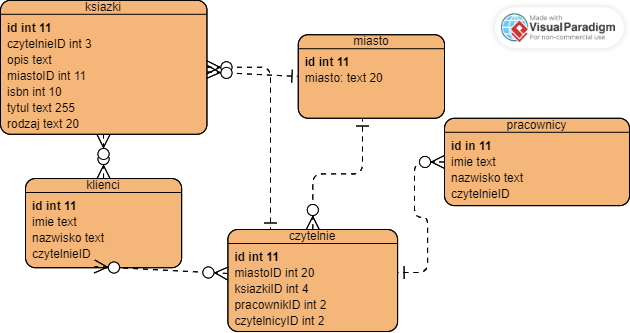 ksiazki
id int 11
czytelnieID int 3
opis text
miastoID int 11
isbn int 10
tytul text 255
rodzaj text 20
Made with
VisualParadigm
For non-commercial use
miasto
id int 11
miasto: text 20
pracownicy
id in 11
imie text
nazwisko text
czytelnieID
klienci
id int 11
imie text
nazwisko text
czytelnieID
czytelnie
id int 11
miastoID int 20
ksiazkiID int 4
pracownikID int 2
czytelnicyID int 2